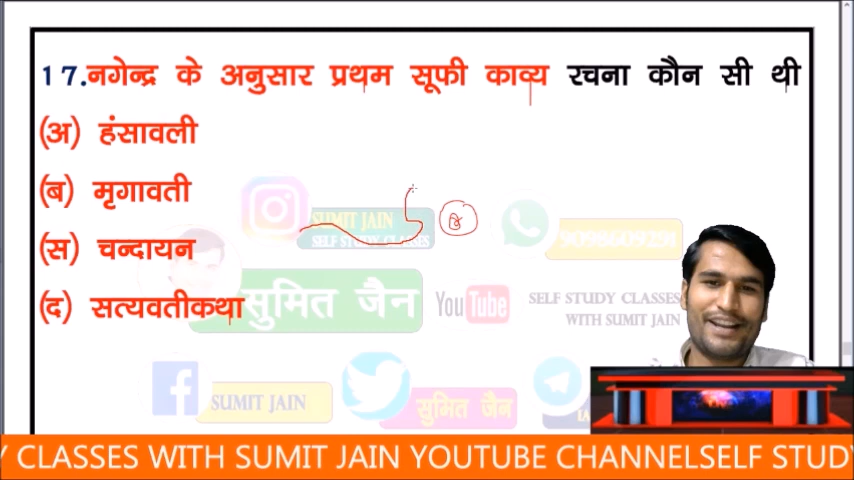 17.नगेन्द्र के अनुसार प्रथम सूफी काव्य रचना कौन सी थी
(अ) हंसावली
(ब) मृगावती
(स) चन्दायन
(द) सत्यवतीकथा
SUMIT JAIN
SELF STUDY CLASSES
9098609291
सुमित जैन
YouTube
SELF STUDY CLASSES
WITH SUMIT JAIN
SUMIT JAIN
सुमित जैन
Y CLASSES WITH SUMIT JAIN YOUTUBE CHANNELSELF STUD